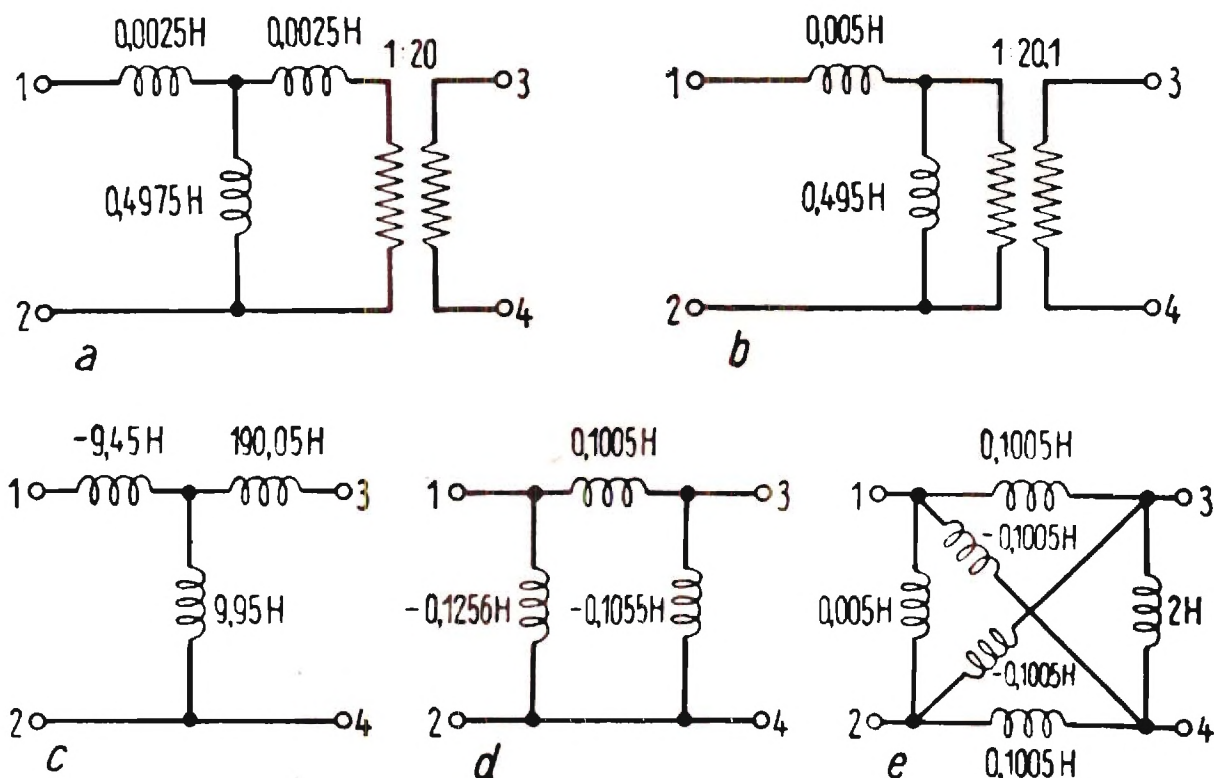 0,0025H 0,0025H
1:20
1 3
0,4975H
2 4
a
0,005H
1:20,1
1 3
0,495H
2 4
b
-9,45H 190,05H
1 3
9,95H
2 4
c
0,1005H
1 3
-0,1256H -0,1055H
2 4
d
0,1005H
1 3
-0,1005H
0,005H 2H
-0,1005H
2 4
0,1005H
e